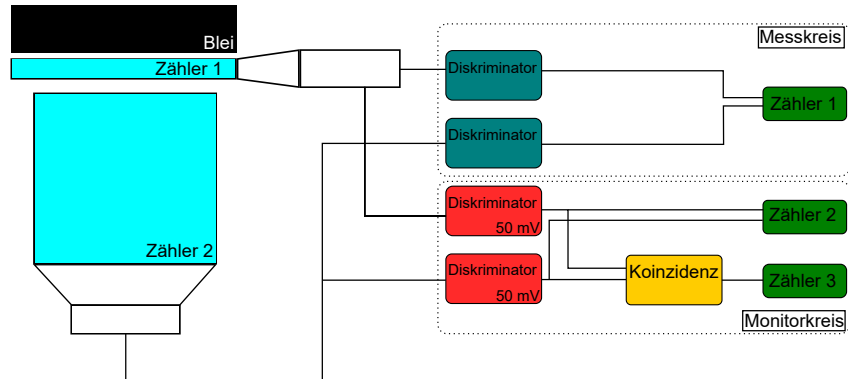 Blei
Zähler 1
Zähler 2
Messkreis
Diskriminator
Zähler 1
Diskriminator
Diskriminator
50 mV
Zähler 2
Diskriminator
50 mV
Koinzidenz
Zähler 3
Monitorkreis